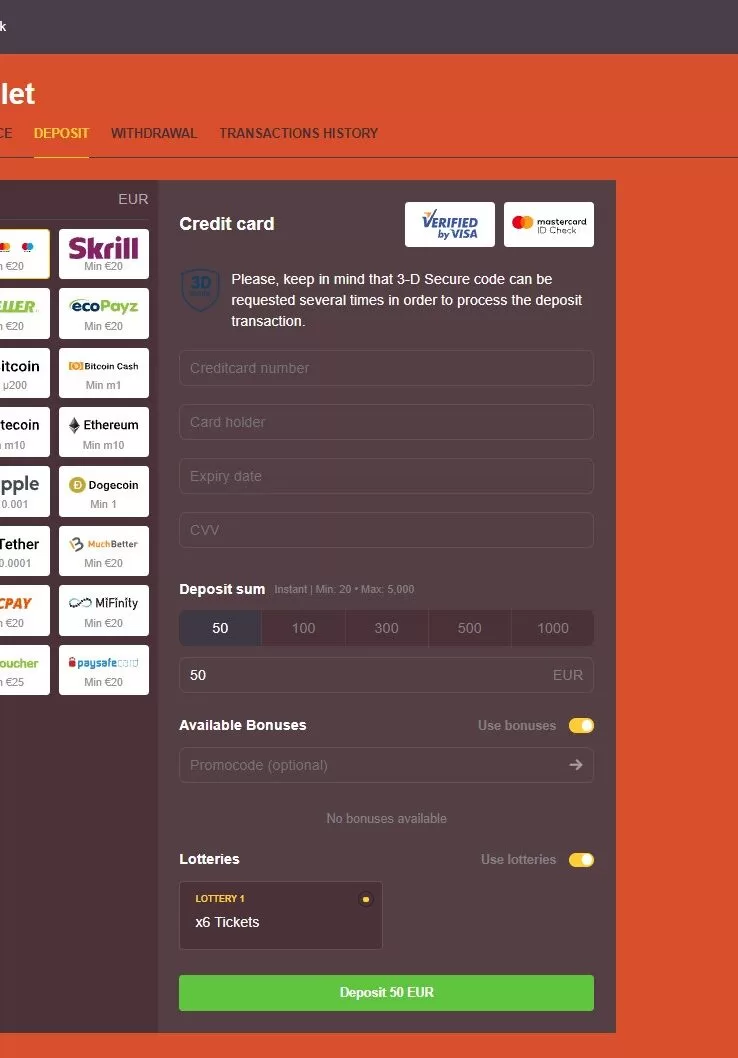 k
let
CE DEPOSIT WITHDRAWAL TRANSACTIONS HISTORY
EUR
€20
Skrill
Min €20
LLER
€20
ecoPayz
Min €20
itcoin
µ200
Bitcoin Cash
Min m1
tecoin
m10
Ethereum
Min m10
pple
0.001
Dogecoin
Min 1
Tether
0.0001
MuchBetter
Min €20
CPAY
€20
MiFinity
Min €20
oucher
€25
paysafecard
Min €20
Credit card
VERIFIED
by VISA
mastercard
ID Check
3D
Please, keep in mind that 3-D Secure code can be
requested several times in order to process the deposit
transaction.
Creditcard number
Card holder
Expiry date
CVV
Deposit sum Instant | Min: 20 • Max: 5,000
50 100 300 500 1000
50 EUR
Available Bonuses Use bonuses
Promocode (optional)
No bonuses available
Lotteries Use lotteries
LOTTERY 1
x6 Tickets
Deposit 50 EUR